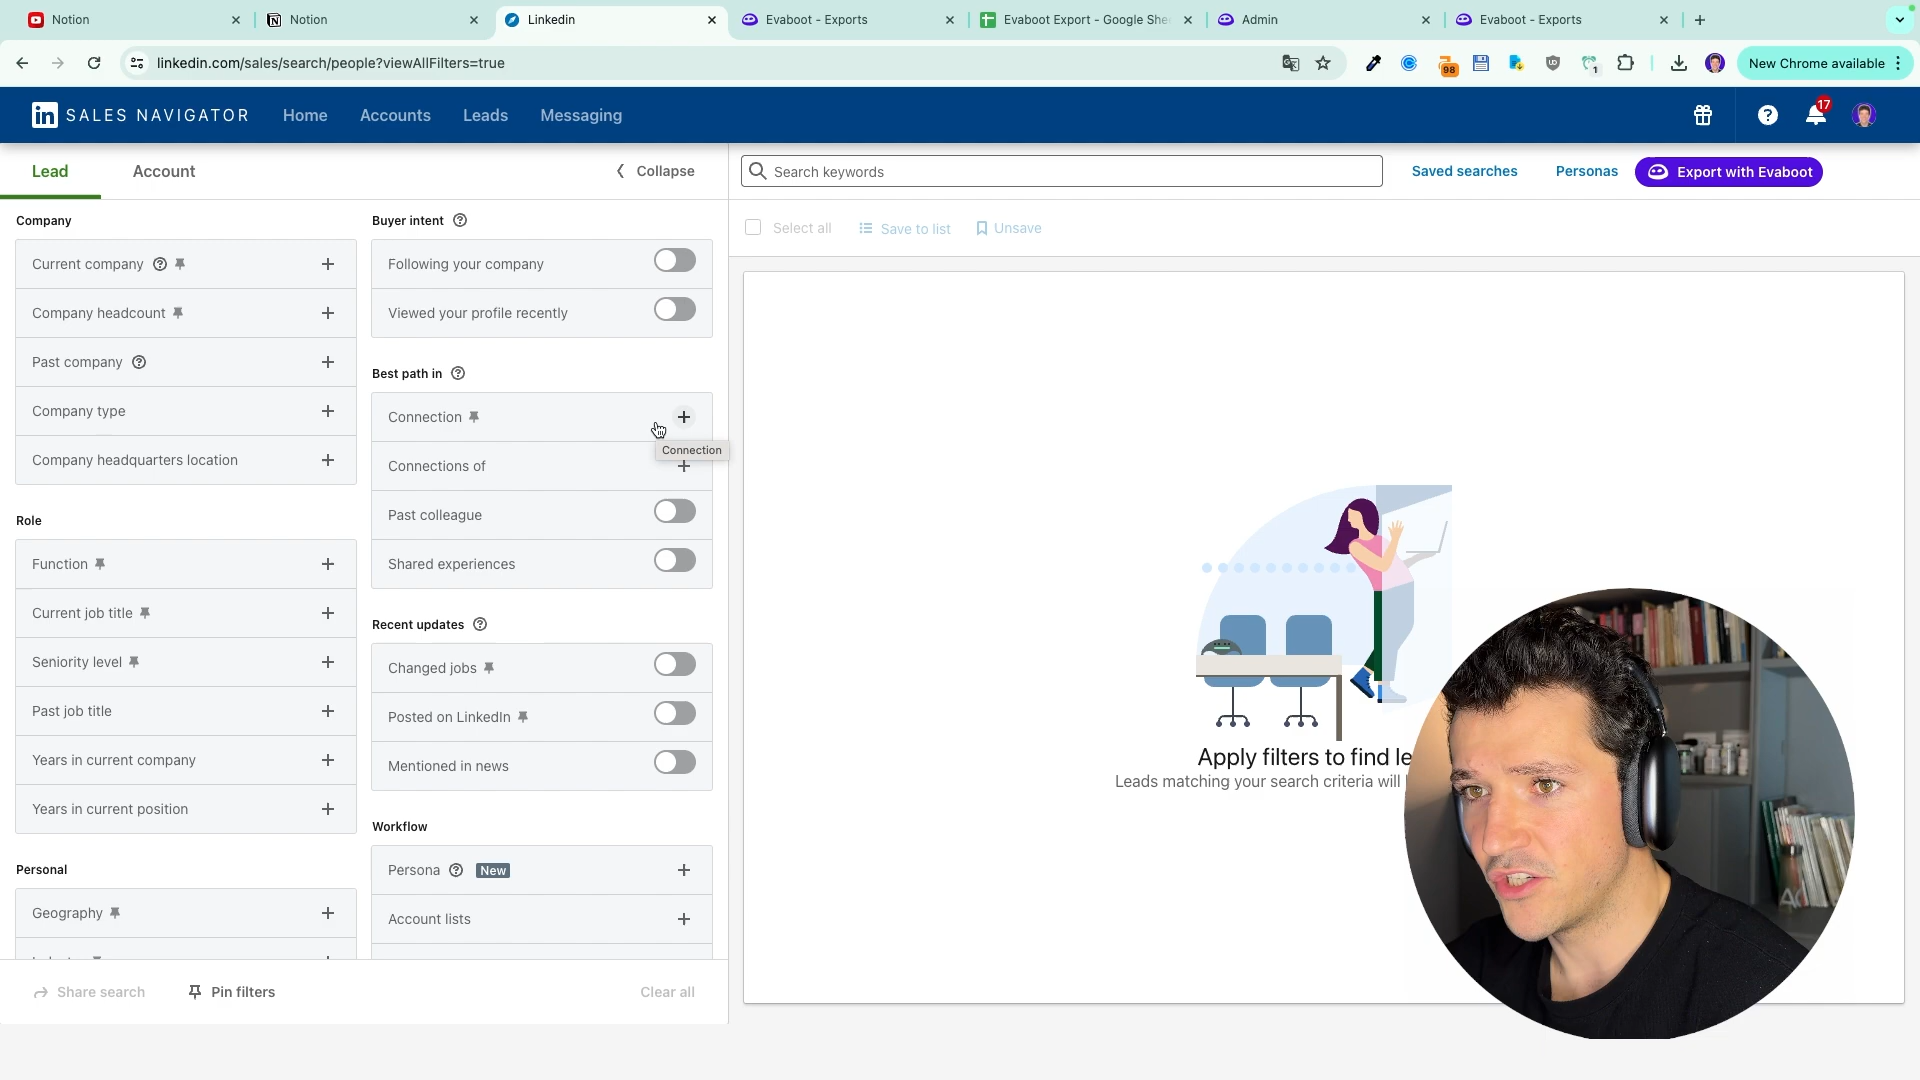 Notion
Notion
Linkedin
Evaboot - Exports
Evaboot Export - Google She
Admin
Evaboot - Exports
linkedin.com/sales/search/people?viewAllFilters=true
98
UD
1
New Chrome available
in SALES NAVIGATOR
Home
Accounts
Leads
Messaging
17
Lead
Account
Collapse
Search keywords
Saved searches
Personas
Export with Evaboot
Select all
Save to list
Unsave
Company
Current company
Company headcount
Past company
Company type
Company headquarters location
Role
Function
Current job title
Seniority level
Past job title
Years in current company
Years in current position
Personal
Geography
Buyer intent
Following your company
Viewed your profile recently
Best path in
Connection
Connection
Connections of
Past colleague
Shared experiences
Recent updates
Changed jobs
Posted on LinkedIn
Mentioned in news
Workflow
Persona New
Account lists
Share search
Pin filters
Clear all
Apply filters to find le
Leads matching your search criteria will